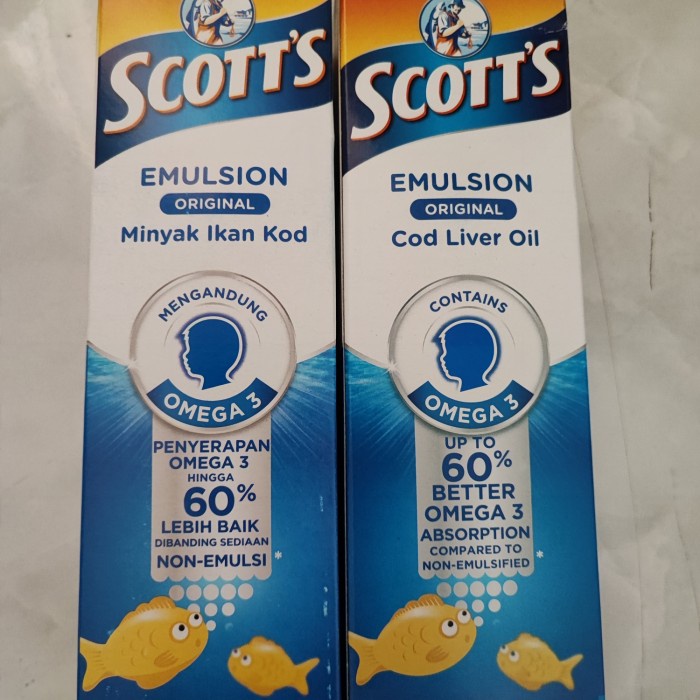 SCOTT'S
EMULSION
ORIGINAL
Minyak Ikan Kod
MENGANDUNG
OMEGA 3
PENYERAPAN
OMEGA 3
HINGGA
60%
LEBIH BAIK
DIBANDING SEDIAAN
NON-EMULSI *
SCOTT'S
EMULSION
ORIGINAL
Cod Liver Oil
CONTAINS
OMEGA 3
UP TO
60%
BETTER
OMEGA 3
ABSORPTION
COMPARED TO
NON-EMULSIFIED *